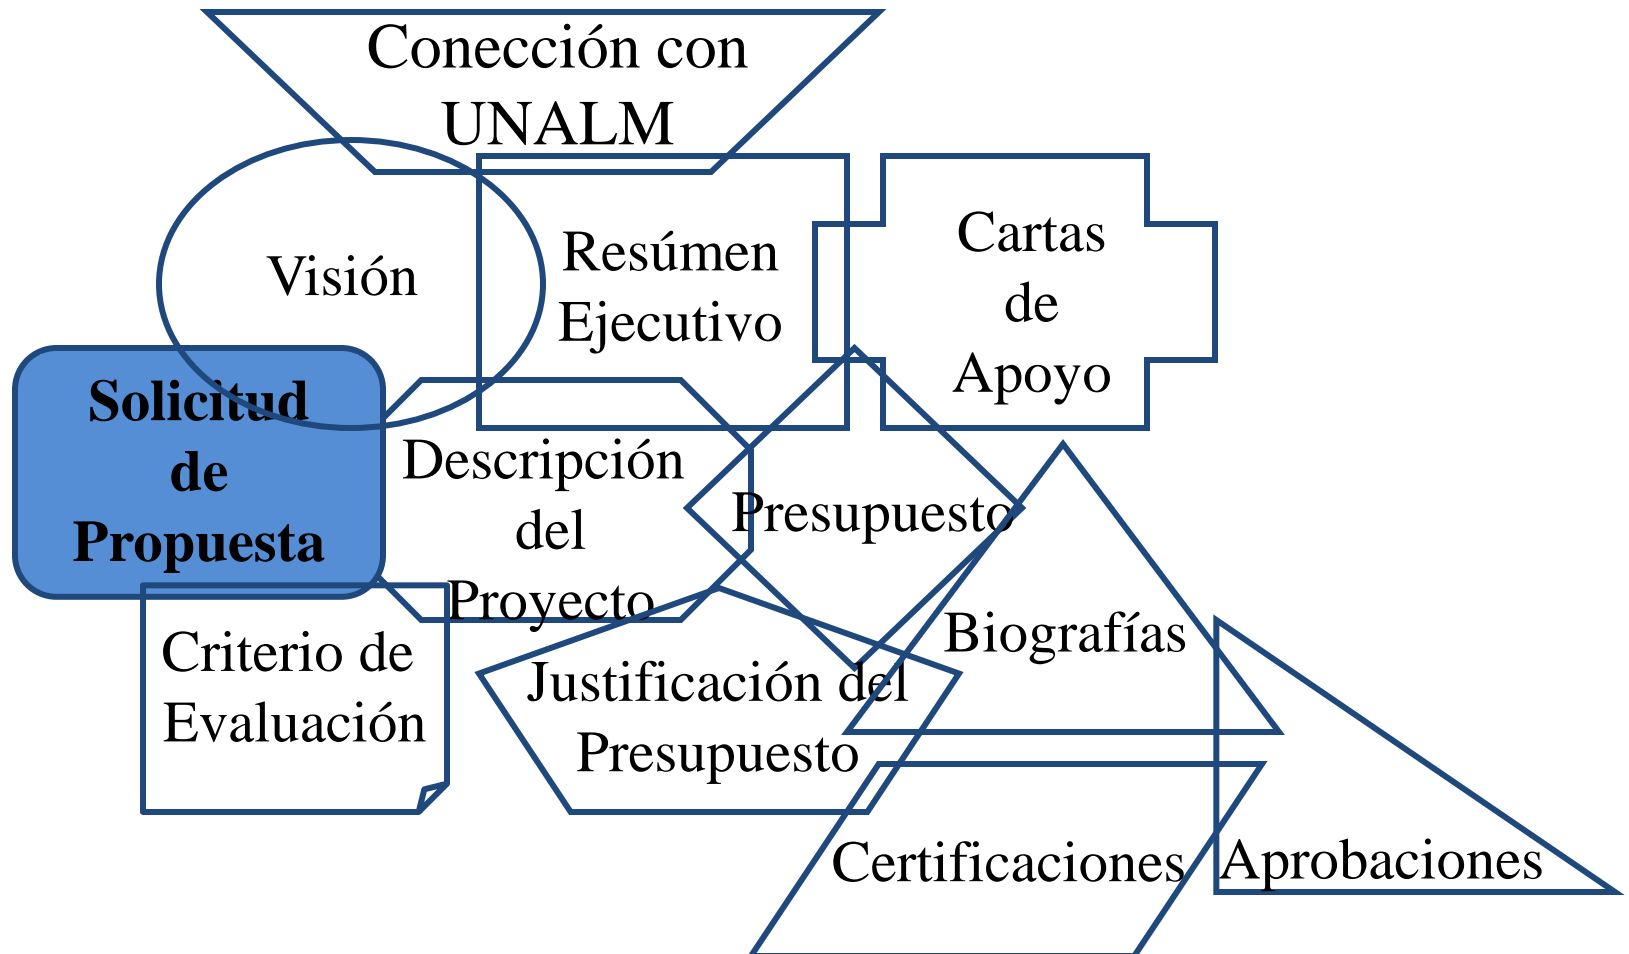 Conección con
UNALM
Visión
Resúmen
Ejecutivo
Cartas
de
Apoyo
Solicitud
de
Propuesta
Descripción
del
Proyecto
Presupuesto
Criterio de
Evaluación
Justificación del
Presupuesto
Biografías
Certificaciones
Aprobaciones